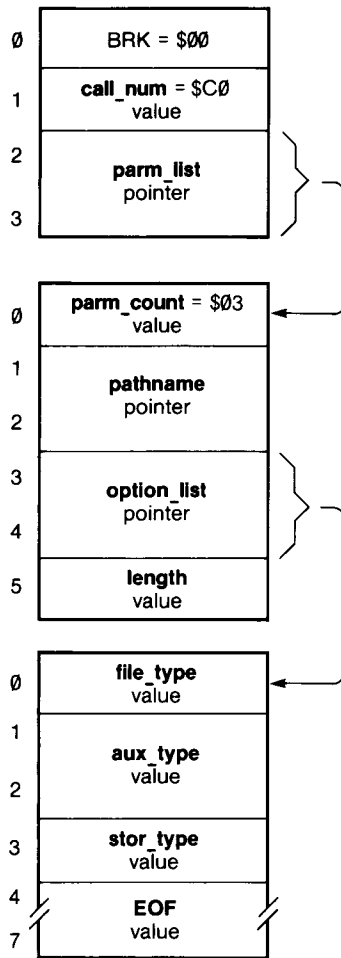 0 BRK = $00
1 call_num = $C0
value
2 parm_list
pointer
3
0 parm_count = $03
value
1 pathname
pointer
2
3 option_list
pointer
4
5 length
value
0 file_type
value
1 aux_type
value
2
3 stor_type
value
4 EOF
value
7